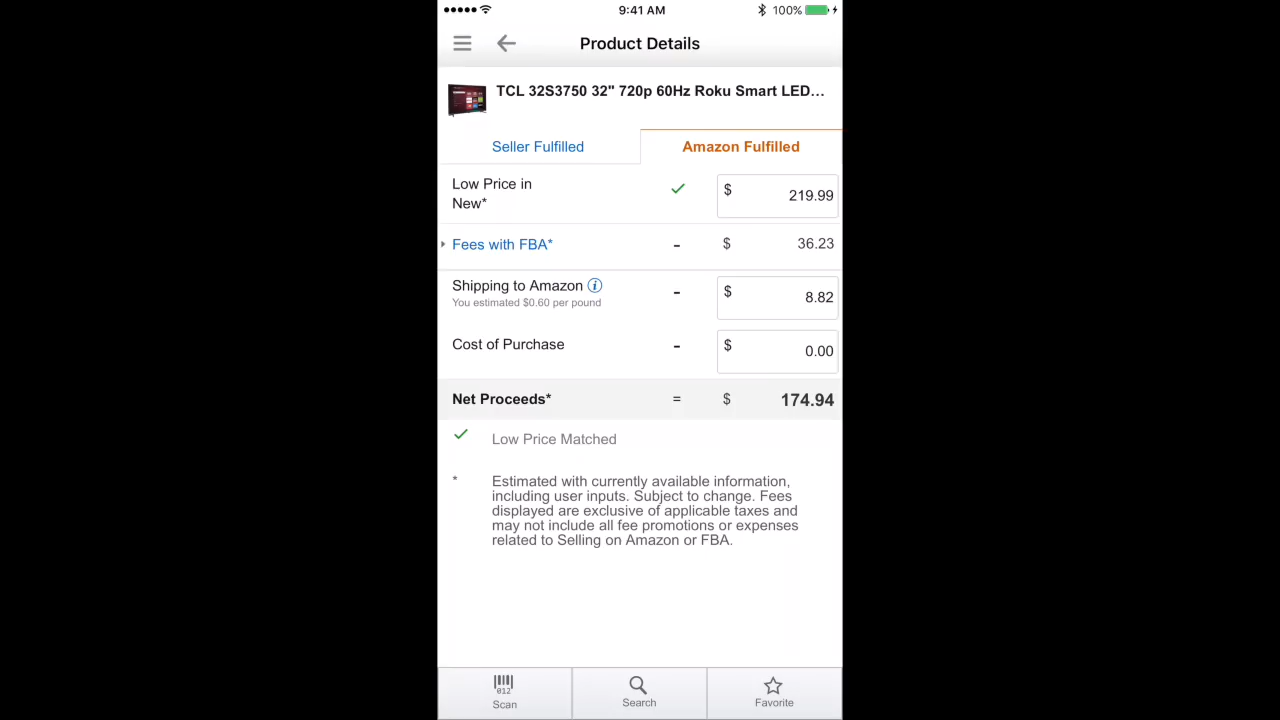 9:41 AM
100%
Product Details
TCL 32S3750 32" 720p 60Hz Roku Smart LED...
Seller Fulfilled
Amazon Fulfilled
Low Price in
New*
$ 219.99
Fees with FBA* - $ 36.23
Shipping to Amazon i - $ 8.82
You estimated $0.60 per pound
Cost of Purchase - $ 0.00
Net Proceeds* = $ 174.94
Low Price Matched
* Estimated with currently available information,
including user inputs. Subject to change. Fees
displayed are exclusive of applicable taxes and
may not include all fee promotions or expenses
related to Selling on Amazon or FBA.
012
Scan
Search
Favorite